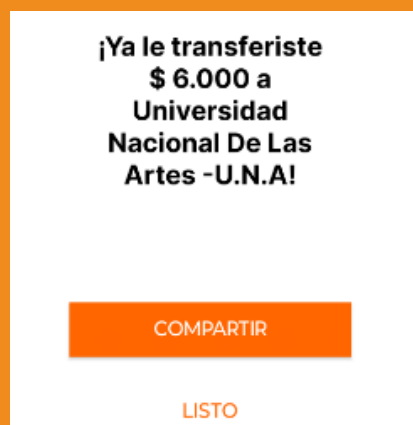 ¡Ya le transferiste
$ 6.000 a
Universidad
Nacional De Las
Artes -U.N.A!
COMPARTIR
LISTO